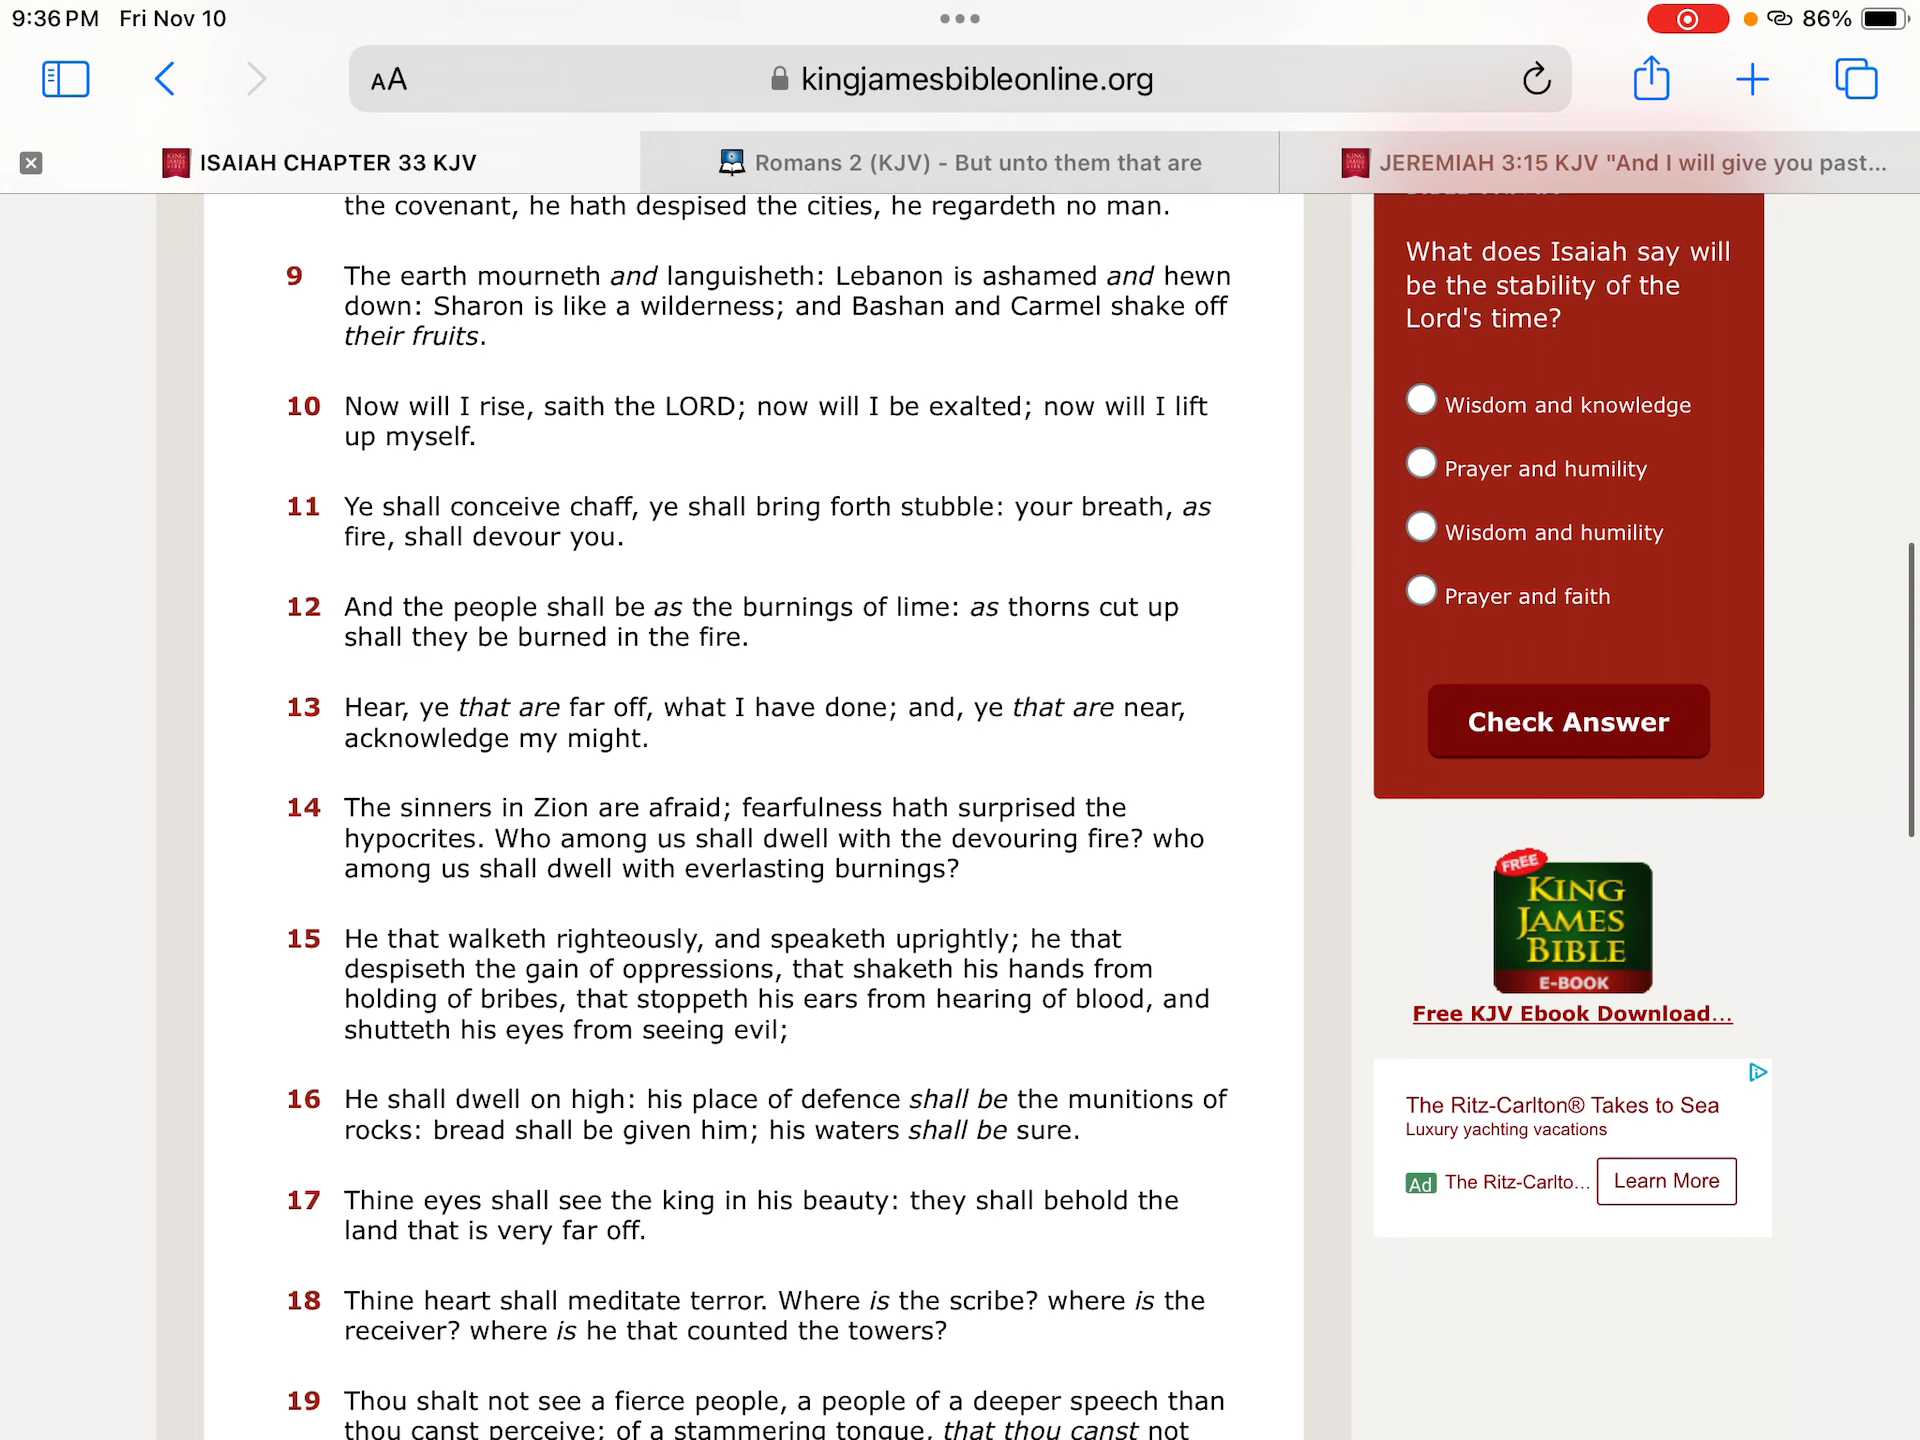 9:36 PM Fri Nov 10
86%
AA
kingjamesbibleonline.org
ISAIAH CHAPTER 33 KJV
Romans 2 (KJV) - But unto them that are
JEREMIAH 3:15 KJV "And I will give you past...
the covenant, he hath despised the cities, he regardeth no man.
9 The earth mourneth and languisheth: Lebanon is ashamed and hewn
down: Sharon is like a wilderness; and Bashan and Carmel shake off
their fruits.
10 Now will I rise, saith the LORD; now will I be exalted; now will I lift
up myself.
11 Ye shall conceive chaff, ye shall bring forth stubble: your breath, as
fire, shall devour you.
12 And the people shall be as the burnings of lime: as thorns cut up
shall they be burned in the fire.
13 Hear, ye that are far off, what I have done; and, ye that are near,
acknowledge my might.
14 The sinners in Zion are afraid; fearfulness hath surprised the
hypocrites. Who among us shall dwell with the devouring fire? who
among us shall dwell with everlasting burnings?
15 He that walketh righteously, and speaketh uprightly; he that
despiseth the gain of oppressions, that shaketh his hands from
holding of bribes, that stoppeth his ears from hearing of blood, and
shutteth his eyes from seeing evil;
16 He shall dwell on high: his place of defence shall be the munitions of
rocks: bread shall be given him; his waters shall be sure.
17 Thine eyes shall see the king in his beauty: they shall behold the
land that is very far off.
18 Thine heart shall meditate terror. Where is the scribe? where is the
receiver? where is he that counted the towers?
19 Thou shalt not see a fierce people, a people of a deeper speech than
thou canst perceive; of a stammering tongue, that thou canst not
What does Isaiah say will
be the stability of the
Lord's time?
Wisdom and knowledge
Prayer and humility
Wisdom and humility
Prayer and faith
Check Answer
FREE
KING
JAMES
BIBLE
E-BOOK
Free KJV Ebook Download...
The Ritz-Carlton® Takes to Sea
Luxury yachting vacations
Ad The Ritz-Carlto...
Learn More